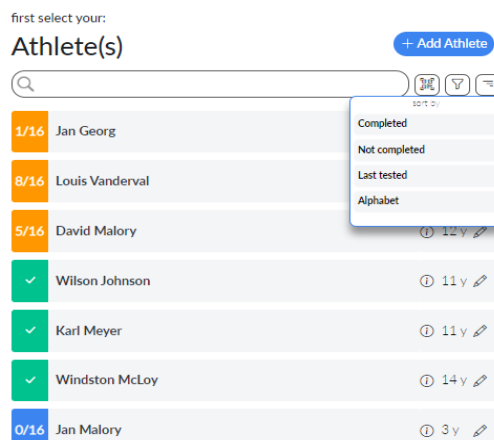 first select your:
Athlete(s)
+ Add Athlete
sort by
Completed
Not completed
Last tested
Alphabet
1/16 Jan Georg
8/16 Louis Vanderval
5/16 David Malory 12 y
Wilson Johnson 11 y
Karl Meyer 11 y
Windston McLoy 14 y
0/16 Jan Malory 3 y